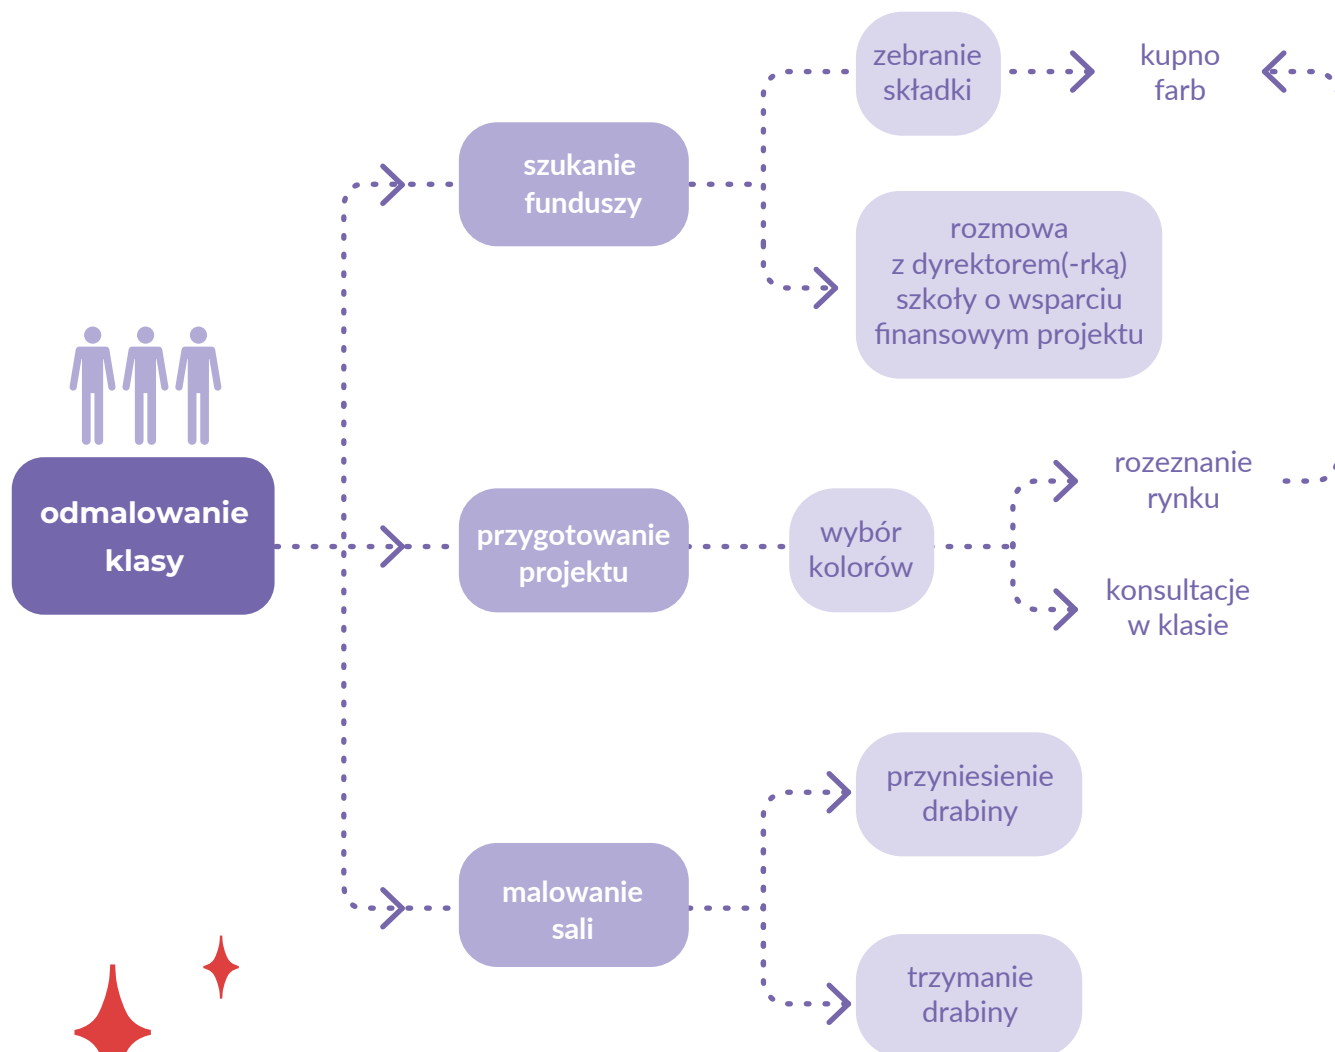 zebranie
składki
kupno
farb
szukanie
funduszy
rozmowa
z dyrektorem(-rką)
szkoły o wsparciu
finansowym projektu
odmalowanie
klasy
przygotowanie
projektu
wybór
kolorów
rozeznanie
rynku
konsultacje
w klasie
malowanie
sali
przyniesienie
drabiny
trzymanie
drabiny